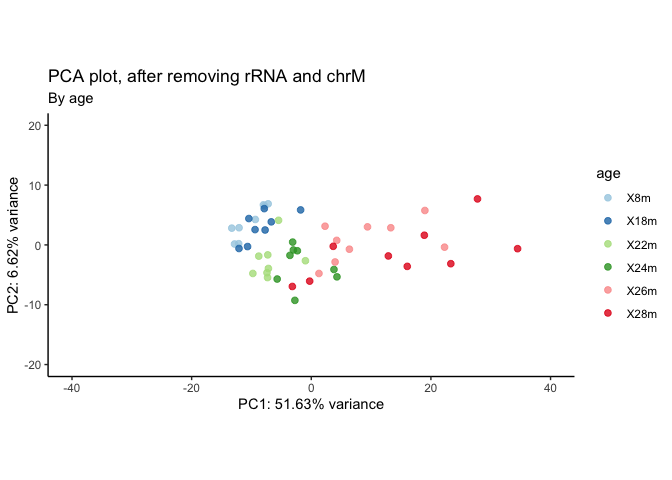 PCA plot, after removing rRNA and chrM
By age
20
10
0
-10
-20
PC2: 6.62% variance
-40
-20
0
20
40
PC1: 51.63% variance
age
X8m
X18m
X22m
X24m
X26m
X28m